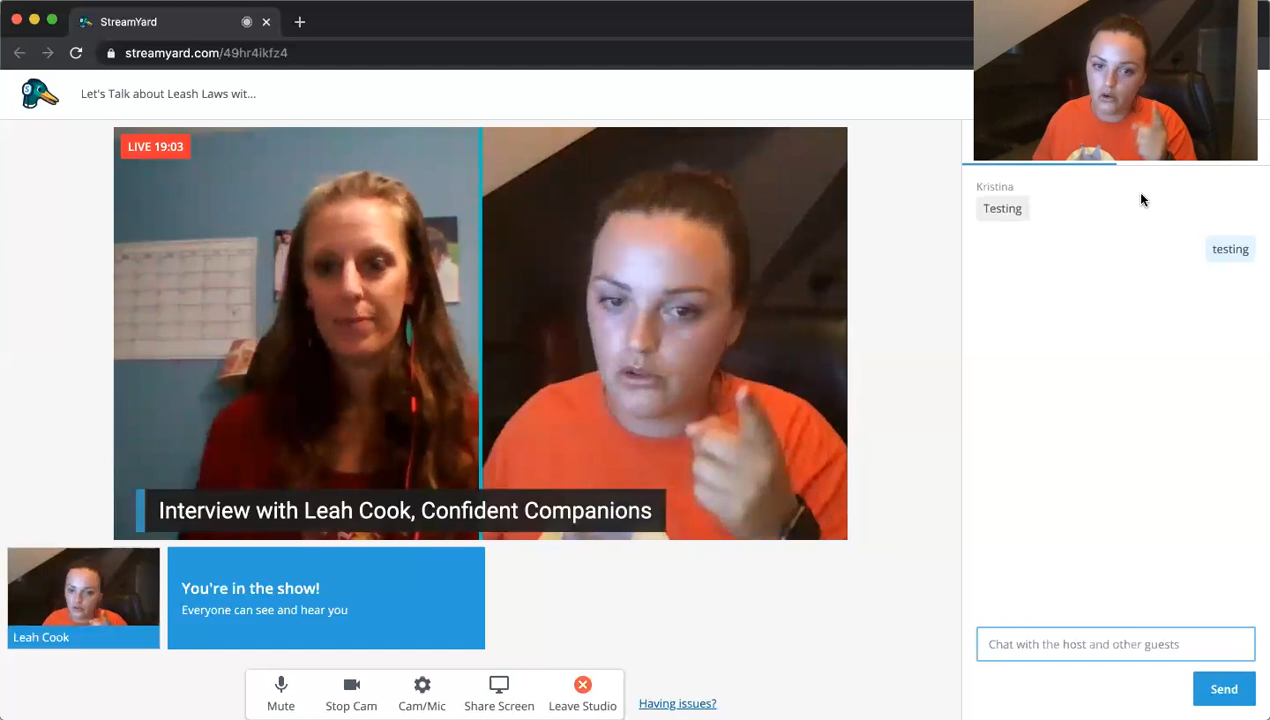 StreamYard
streamyard.com/49hr4ikfz4
Let's Talk about Leash Laws wit...
LIVE 19:03
Interview with Leah Cook, Confident Companions
Kristina
Testing
testing
Leah Cook
You're in the show!
Everyone can see and hear you
Chat with the host and other guests
Send
Mute
Stop Cam
Cam/Mic
Share Screen
Leave Studio
Having issues?